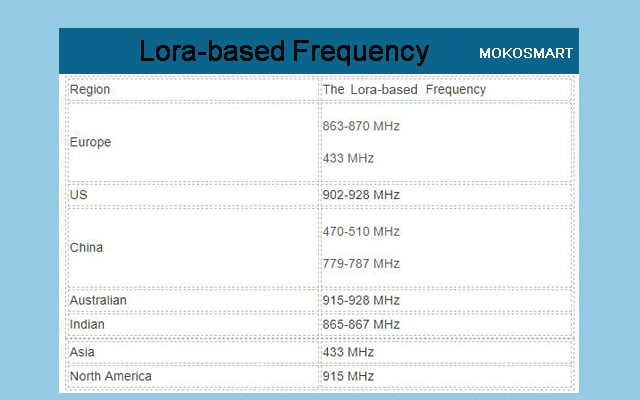 Lora-based Frequency
MOKOSMART
Region The Lora-based Frequency
Europe
863-870 MHz
433 MHz
US 902-928 MHz
China
470-510 MHz
779-787 MHz
Australian 915-928 MHz
Indian 865-867 MHz
Asia 433 MHz
North America 915 MHz